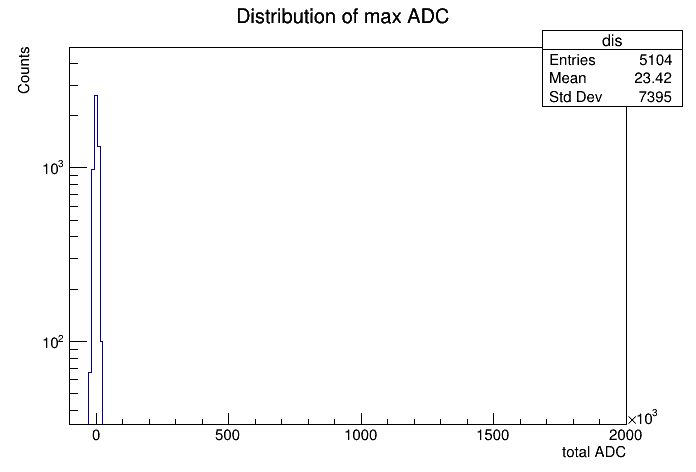 Distribution of max ADC
dis
Entries 5104
Mean 23.42
Std Dev 7395
Counts
10³
10²
0 500 1000 1500 2000
×10³
total ADC